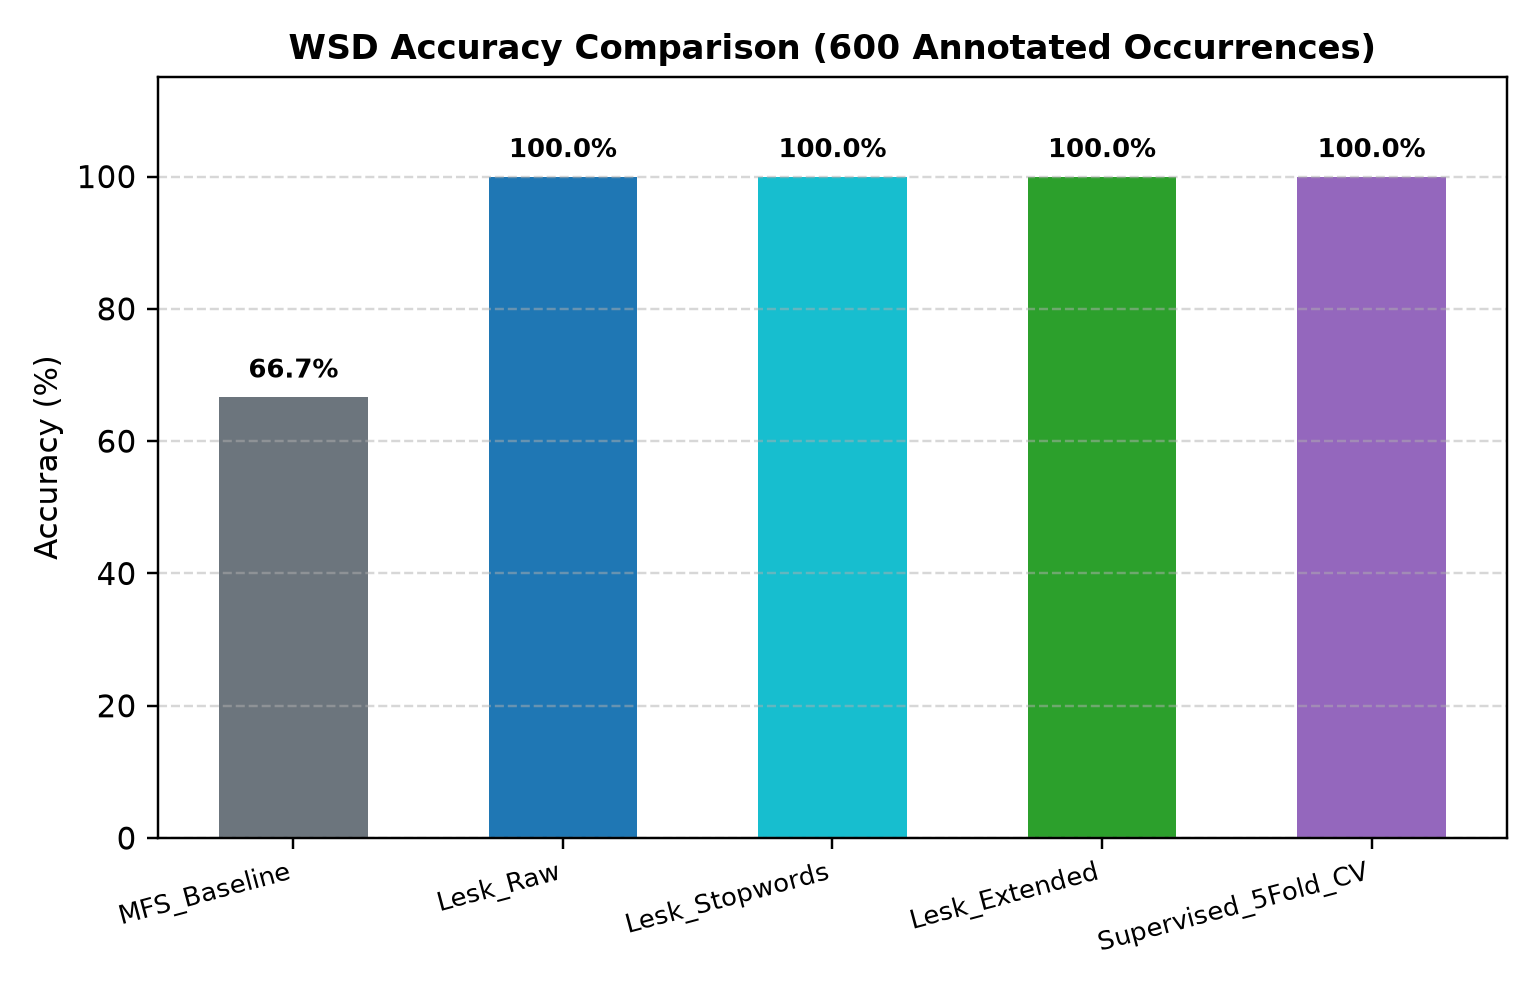 WSD Accuracy Comparison (600 Annotated Occurrences)
Accuracy (%)
100
80
60
40
20
0
66.7%
100.0%
100.0%
100.0%
100.0%
MFS_Baseline
Lesk_Raw
Lesk_Stopwords
Lesk_Extended
Supervised_5Fold_CV